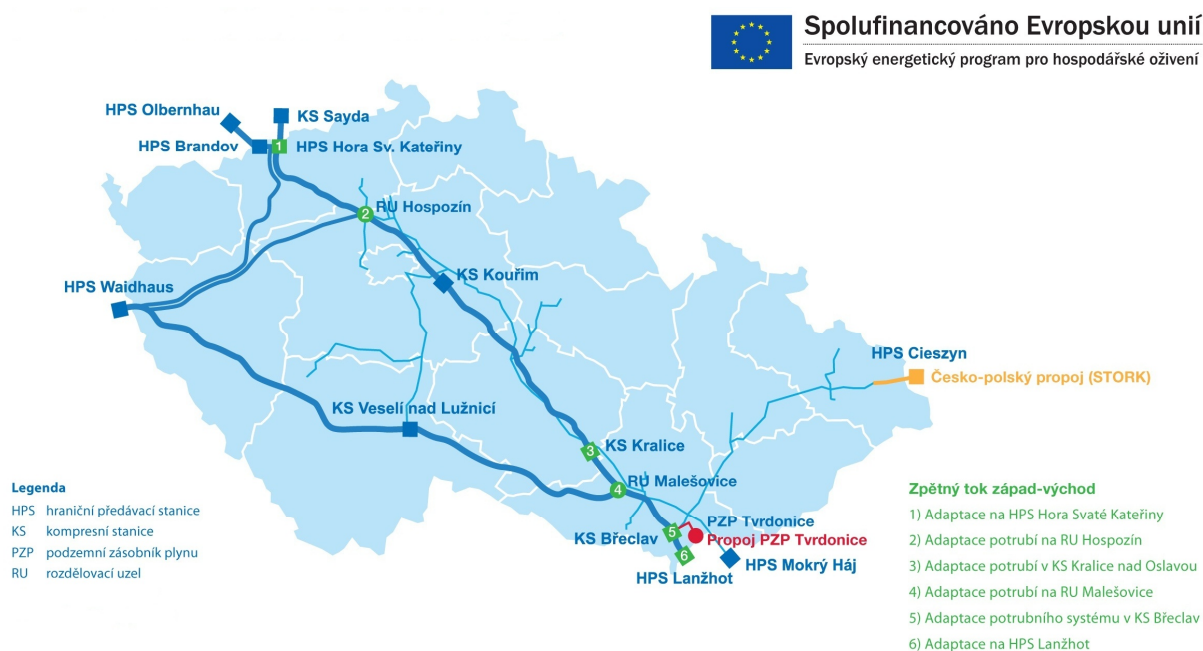 Spolufinancováno Evropskou unií
Evropský energetický program pro hospodářské oživení
HPS Olbernhau
KS Sayda
HPS Brandov
1
HPS Hora Sv. Kateřiny
2
RU Hospozín
KS Kouřim
HPS Waidhaus
HPS Cieszyn
Česko-polský propoj (STORK)
KS Veselí nad Lužnicí
3
KS Kralice
4
RU Malešovice
PZP Tvrdonice
5
KS Břeclav
Propoj PZP Tvrdonice
6
HPS Mokrý Háj
HPS Lanžhot
Legenda
HPS hraniční předávací stanice
KS kompresní stanice
PZP podzemní zásobník plynu
RU rozdělovací uzel
Zpětný tok západ-východ
1) Adaptace na HPS Hora Svaté Kateřiny
2) Adaptace potrubí na RU Hospozín
3) Adaptace potrubí v KS Kralice nad Oslavou
4) Adaptace potrubí na RU Malešovice
5) Adaptace potrubního systému v KS Břeclav
6) Adaptace na HPS Lanžhot